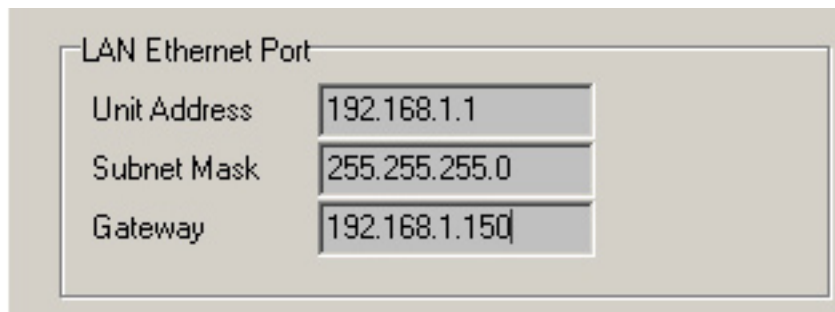 LAN Ethernet Port
Unit Address 192.168.1.1
Subnet Mask 255.255.255.0
Gateway 192.168.1.150